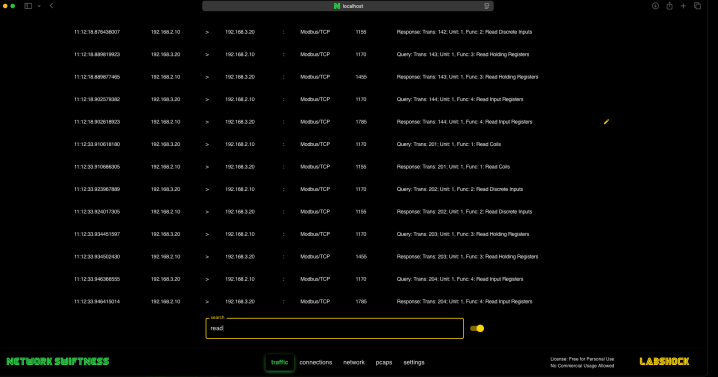 localhost
11:12:18.876436007 192.168.2.10 > 192.168.3.20 : Modbus/TCP 1155 Response: Trans: 142; Unit: 1, Func: 2: Read Discrete Inputs
11:12:18.889819923 192.168.3.20 > 192.168.2.10 : Modbus/TCP 1170 Query: Trans: 143; Unit: 1, Func: 3: Read Holding Registers
11:12:18.889877465 192.168.2.10 > 192.168.3.20 : Modbus/TCP 1455 Response: Trans: 143; Unit: 1, Func: 3: Read Holding Registers
11:12:18.902579382 192.168.3.20 > 192.168.2.10 : Modbus/TCP 1170 Query: Trans: 144; Unit: 1, Func: 4: Read Input Registers
11:12:18.902618923 192.168.2.10 > 192.168.3.20 : Modbus/TCP 1785 Response: Trans: 144; Unit: 1, Func: 4: Read Input Registers
11:12:33.910618180 192.168.3.20 > 192.168.2.10 : Modbus/TCP 1170 Query: Trans: 201; Unit: 1, Func: 1: Read Coils
11:12:33.910686305 192.168.2.10 > 192.168.3.20 : Modbus/TCP 1155 Response: Trans: 201; Unit: 1, Func: 1: Read Coils
11:12:33.923967889 192.168.3.20 > 192.168.2.10 : Modbus/TCP 1170 Query: Trans: 202; Unit: 1, Func: 2: Read Discrete Inputs
11:12:33.924017305 192.168.2.10 > 192.168.3.20 : Modbus/TCP 1155 Response: Trans: 202; Unit: 1, Func: 2: Read Discrete Inputs
11:12:33.934451597 192.168.3.20 > 192.168.2.10 : Modbus/TCP 1170 Query: Trans: 203; Unit: 1, Func: 3: Read Holding Registers
11:12:33.934502430 192.168.2.10 > 192.168.3.20 : Modbus/TCP 1455 Response: Trans: 203; Unit: 1, Func: 3: Read Holding Registers
11:12:33.946366555 192.168.3.20 > 192.168.2.10 : Modbus/TCP 1170 Query: Trans: 204; Unit: 1, Func: 4: Read Input Registers
11:12:33.946415014 192.168.2.10 > 192.168.3.20 : Modbus/TCP 1785 Response: Trans: 204; Unit: 1, Func: 4: Read Input Registers
search
read
NETWORK SWIFTNESS
traffic connections network pcaps settings
License: Free for Personal Use
No Commercial Usage Allowed
LABSHOCK